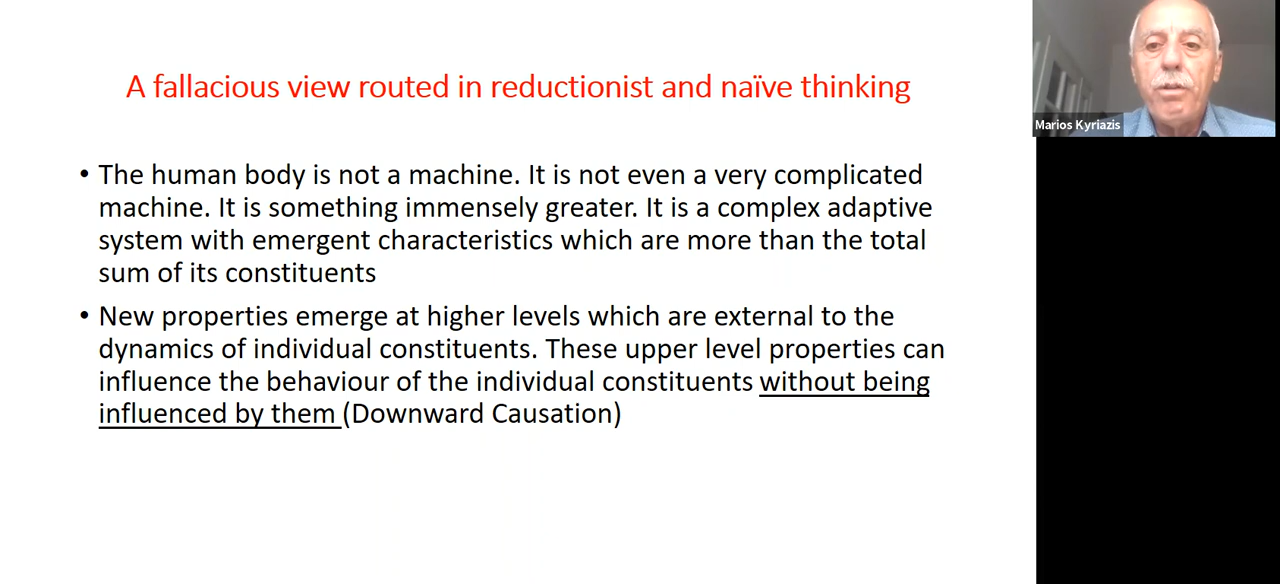 A fallacious view routed in reductionist and naïve thinking
• The human body is not a machine. It is not even a very complicated
machine. It is something immensely greater. It is a complex adaptive
system with emergent characteristics which are more than the total
sum of its constituents
• New properties emerge at higher levels which are external to the
dynamics of individual constituents. These upper level properties can
influence the behaviour of the individual constituents without being
influenced by them (Downward Causation)
Marios Kyriazis